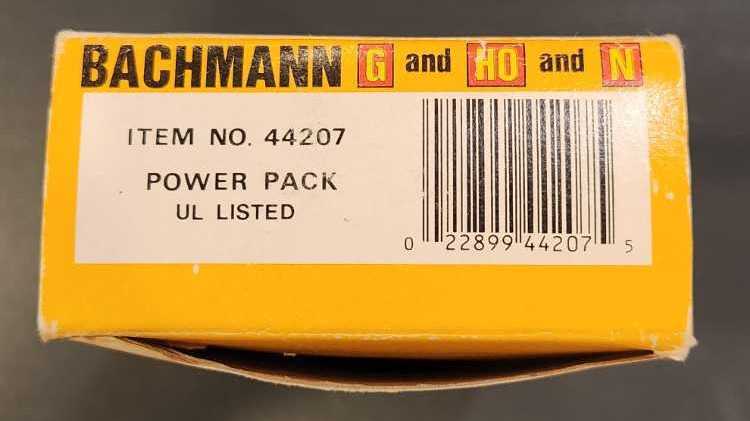 BACHMANN G and HO and N
ITEM NO. 44207
POWER PACK
UL LISTED
0 22899 44207 5